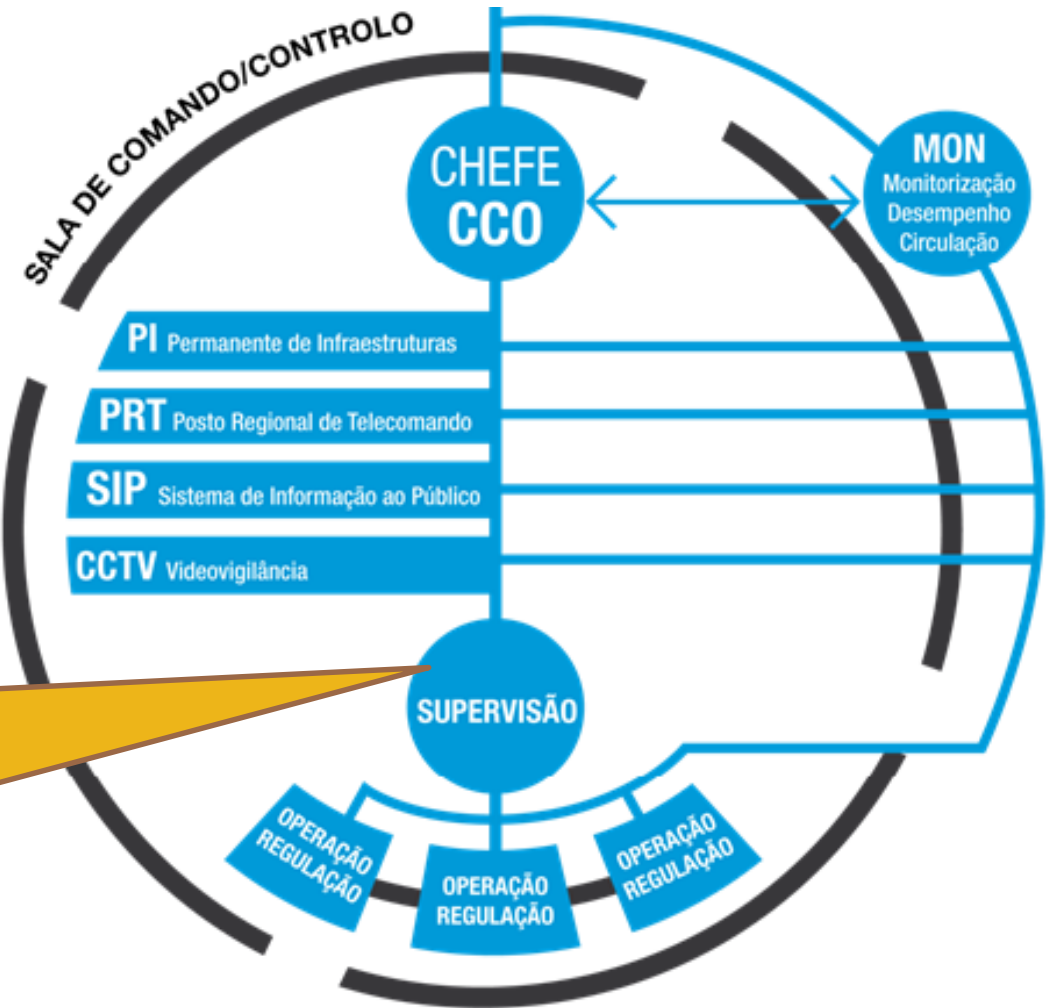 SALA DE COMANDO/CONTROLO
CHEFE
CCO
MON
Monitorização
Desempenho
Circulação
PI Permanente de Infraestruturas
PRT Posto Regional de Telecomando
SIP Sistema de Informação ao Público
CCTV Videovigilância
SUPERVISÃO
OPERAÇÃO
REGULAÇÃO
OPERAÇÃO
REGULAÇÃO
OPERAÇÃO
REGULAÇÃO